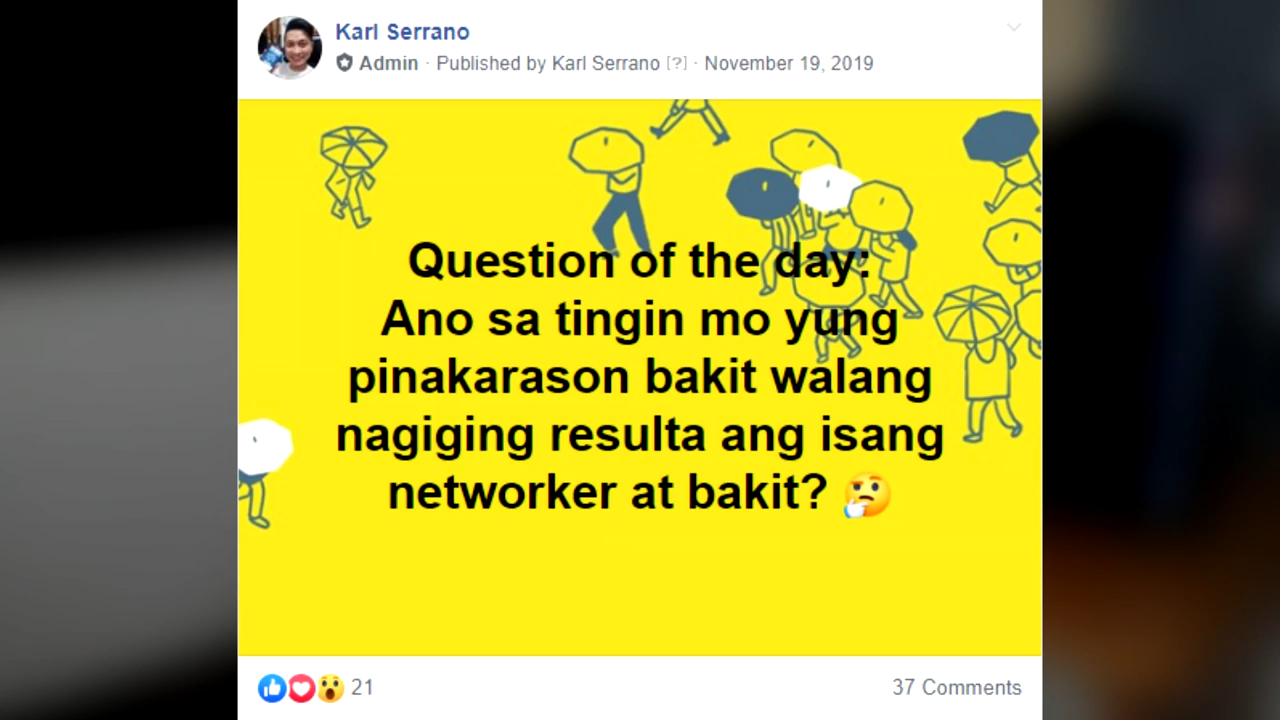 Karl Serrano
Admin · Published by Karl Serrano [?] · November 19, 2019
Question of the day:
Ano sa tingin mo yung
pinakarason bakit walang
nagiging resulta ang isang
networker at bakit? 🤔
21
37 Comments